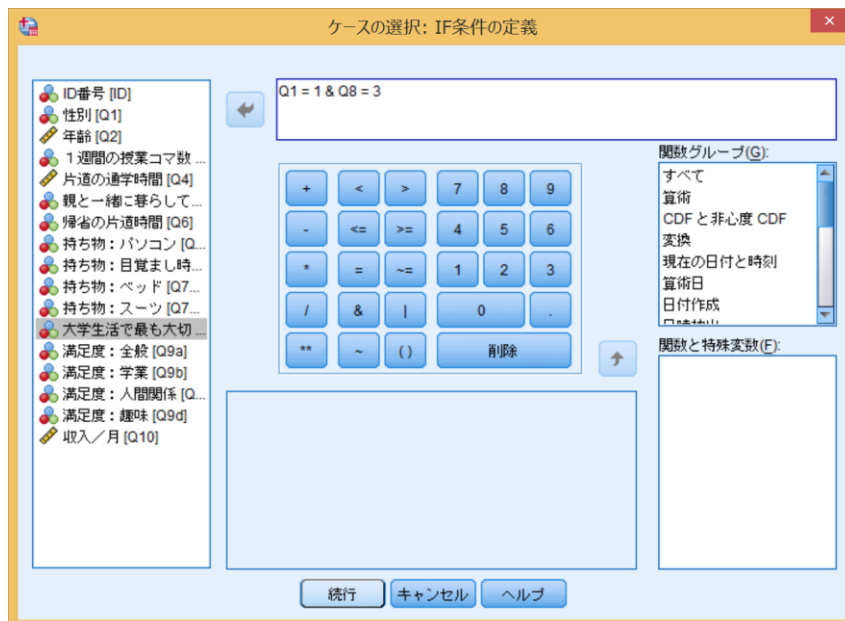 ケースの選択: IF条件の定義
ID番号 [ID]
性別 [Q1]
年齢 [Q2]
1週間の授業コマ数 ...
片道の通学時間 [Q4]
親と一緒に暮らして...
帰省の片道時間 [Q6]
持ち物:パソコン [Q...
持ち物:目覚まし時...
持ち物:ベッド [Q7...
持ち物:スーツ [Q7...
大学生活で最も大切 ...
満足度:全般 [Q9a]
満足度:学業 [Q9b]
満足度:人間関係 [Q...
満足度:趣味 [Q9d]
収入/月 [Q10]
Q1 = 1 & Q8 = 3
+ < > 7 8 9
- <= >= 4 5 6
* = ~= 1 2 3
/ & | 0 .
** ~ ( ) 削除
関数グループ(G):
すべて
算術
CDF と非心度 CDF
変換
現在の日付と時刻
算術日
日付作成
日時抽出
関数と特殊変数(F):
続行 キャンセル ヘルプ